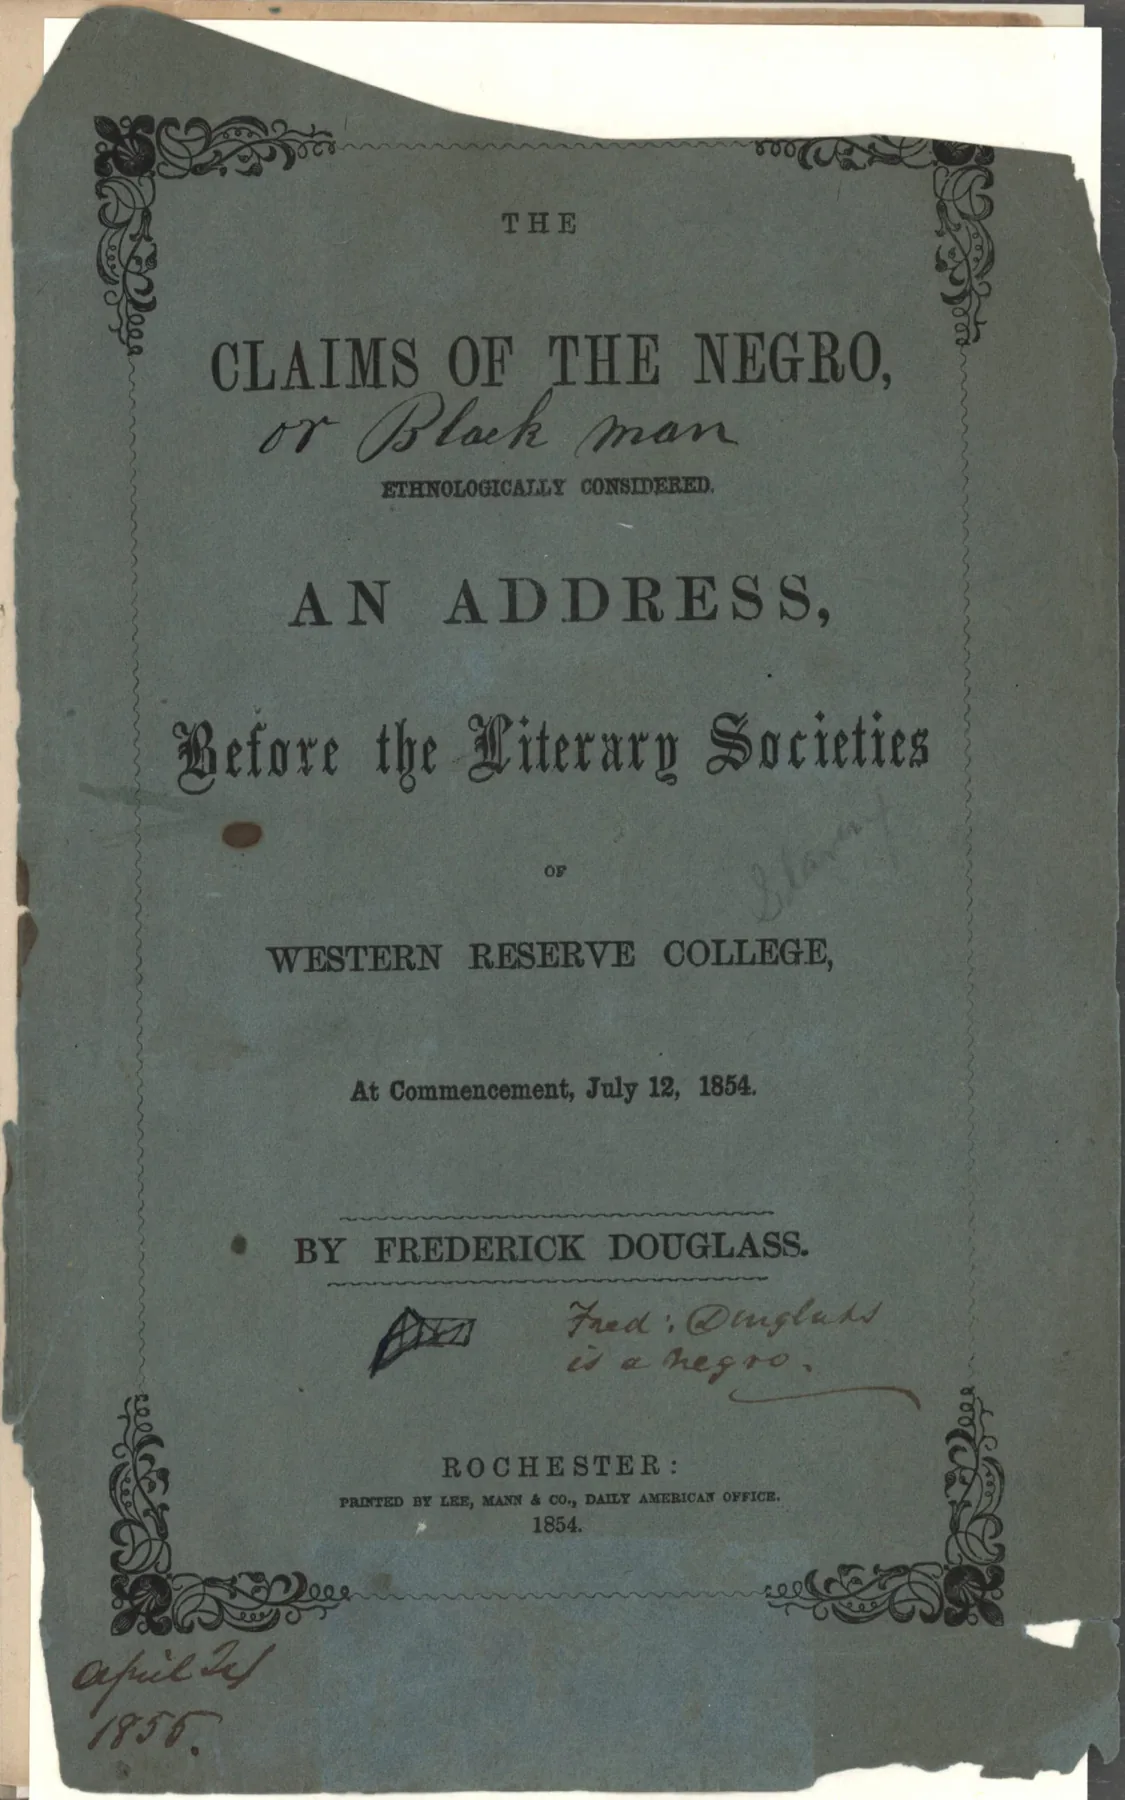 THE
CLAIMS OF THE NEGRO,
or Black man
ETHNOLOGICALLY CONSIDERED.
AN ADDRESS,
Before the Literary Societies
OF
Slavery
WESTERN RESERVE COLLEGE,
At Commencement, July 12, 1854.
BY FREDERICK DOUGLASS.
Fred: Douglass
is a negro.
ROCHESTER:
PRINTED BY LEE, MANN & CO., DAILY AMERICAN OFFICE.
1854.
April
1855.